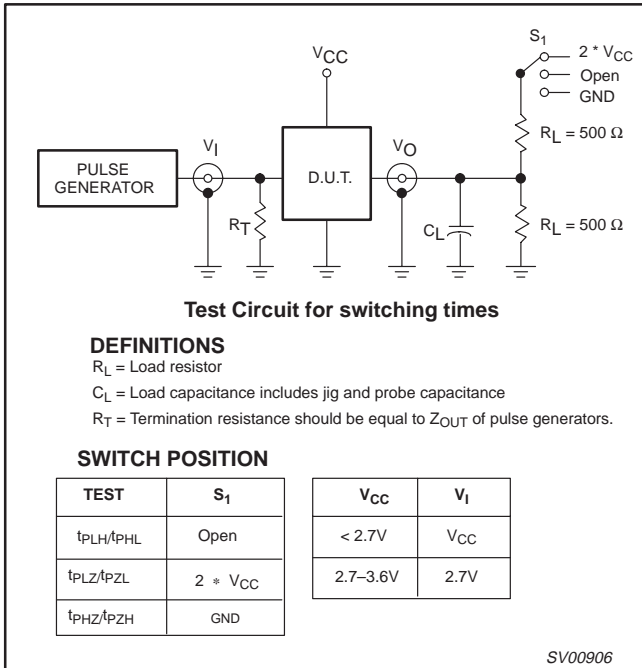 S1
2 * VCC
Open
GND
VCC
RL = 500 Ω
VI
VO
PULSE
GENERATOR
D.U.T.
RT
CL
RL = 500 Ω
Test Circuit for switching times
DEFINITIONS
RL = Load resistor
CL = Load capacitance includes jig and probe capacitance
RT = Termination resistance should be equal to ZOUT of pulse generators.
SWITCH POSITION
TEST S1
tPLH/tPHL Open
tPLZ/tPZL 2 * VCC
tPHZ/tPZH GND
VCC VI
< 2.7V VCC
2.7–3.6V 2.7V
SV00906